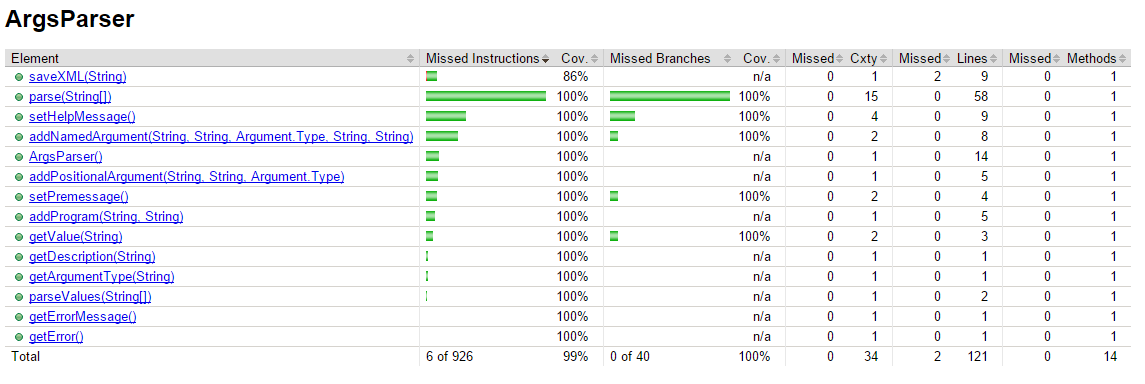 ArgsParser
Element Missed Instructions Cov. Missed Branches Cov. Missed Cxty Missed Lines Missed Methods
saveXML(String) 86% n/a 0 1 2 9 0 1
parse(String[]) 100% 100% 0 15 0 58 0 1
setHelpMessage() 100% 100% 0 4 0 9 0 1
addNamedArgument(String, String, Argument.Type, String, String) 100% 100% 0 2 0 8 0 1
ArgsParser() 100% n/a 0 1 0 14 0 1
addPositionalArgument(String, String, Argument.Type) 100% n/a 0 1 0 5 0 1
setPremessage() 100% 100% 0 2 0 4 0 1
addProgram(String, String) 100% n/a 0 1 0 5 0 1
getValue(String) 100% 100% 0 2 0 3 0 1
getDescription(String) 100% n/a 0 1 0 1 0 1
getArgumentType(String) 100% n/a 0 1 0 1 0 1
parseValues(String[]) 100% n/a 0 1 0 2 0 1
getErrorMessage() 100% n/a 0 1 0 1 0 1
getError() 100% n/a 0 1 0 1 0 1
Total 6 of 926 99% 0 of 40 100% 0 34 2 121 0 14